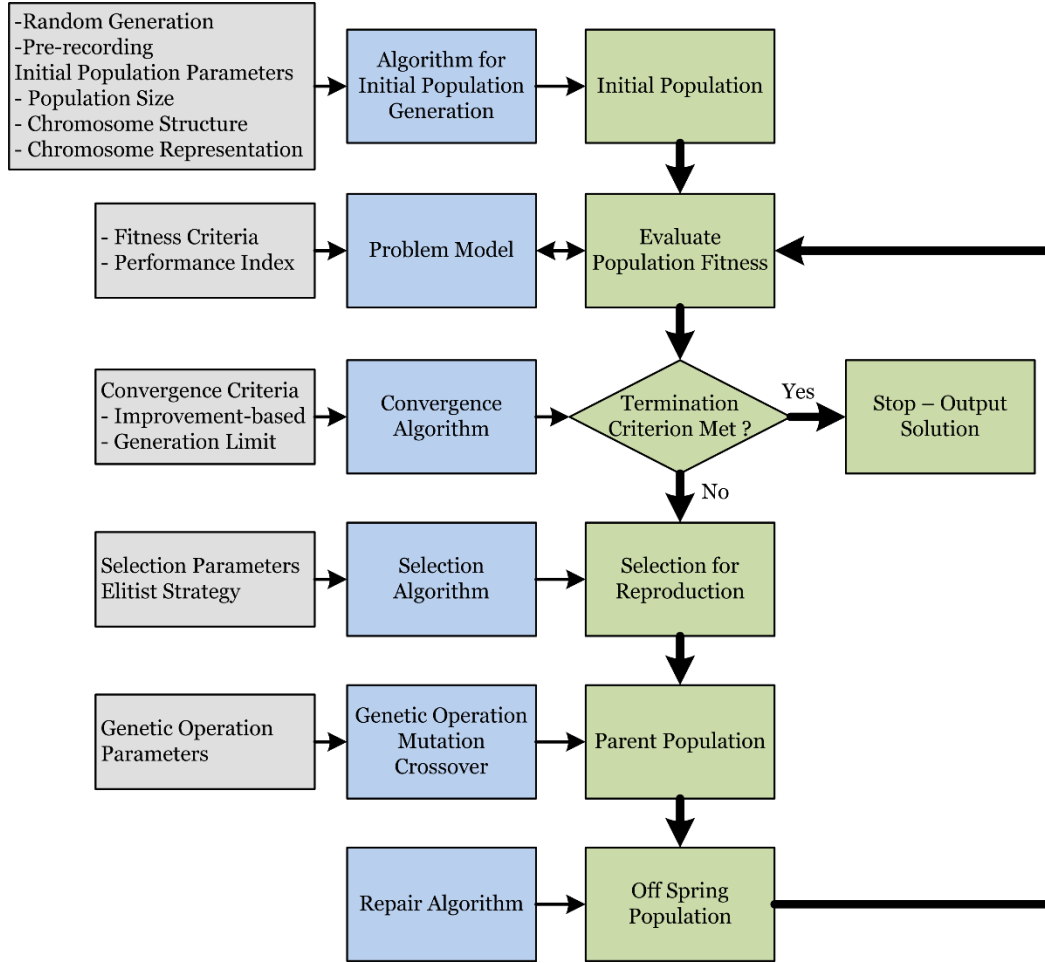 -Random Generation
-Pre-recording
Initial Population Parameters
- Population Size
- Chromosome Structure
- Chromosome Representation
Algorithm for
Initial Population
Generation
Initial Population
- Fitness Criteria
- Performance Index
Problem Model
Evaluate
Population Fitness
Convergence Criteria
- Improvement-based
- Generation Limit
Convergence
Algorithm
Termination
Criterion Met ?
Yes
Stop – Output
Solution
No
Selection Parameters
Elitist Strategy
Selection
Algorithm
Selection for
Reproduction
Genetic Operation
Parameters
Genetic Operation
Mutation
Crossover
Parent Population
Repair Algorithm
Off Spring
Population